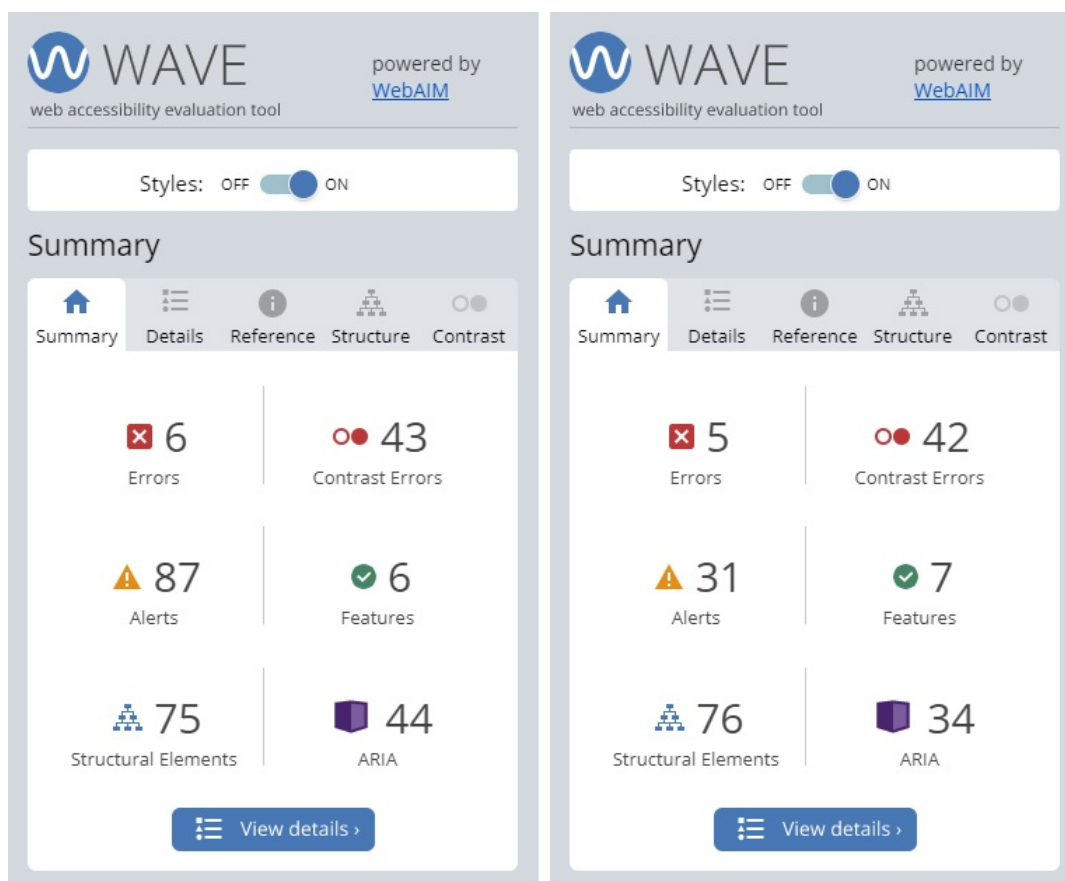 WAVE
powered by
WebAIM
web accessibility evaluation tool
Styles: OFF ON
Summary
Summary Details Reference Structure Contrast
6 43
Errors Contrast Errors
87 6
Alerts Features
75 44
Structural Elements ARIA
View details ›
WAVE
powered by
WebAIM
web accessibility evaluation tool
Styles: OFF ON
Summary
Summary Details Reference Structure Contrast
5 42
Errors Contrast Errors
31 7
Alerts Features
76 34
Structural Elements ARIA
View details ›